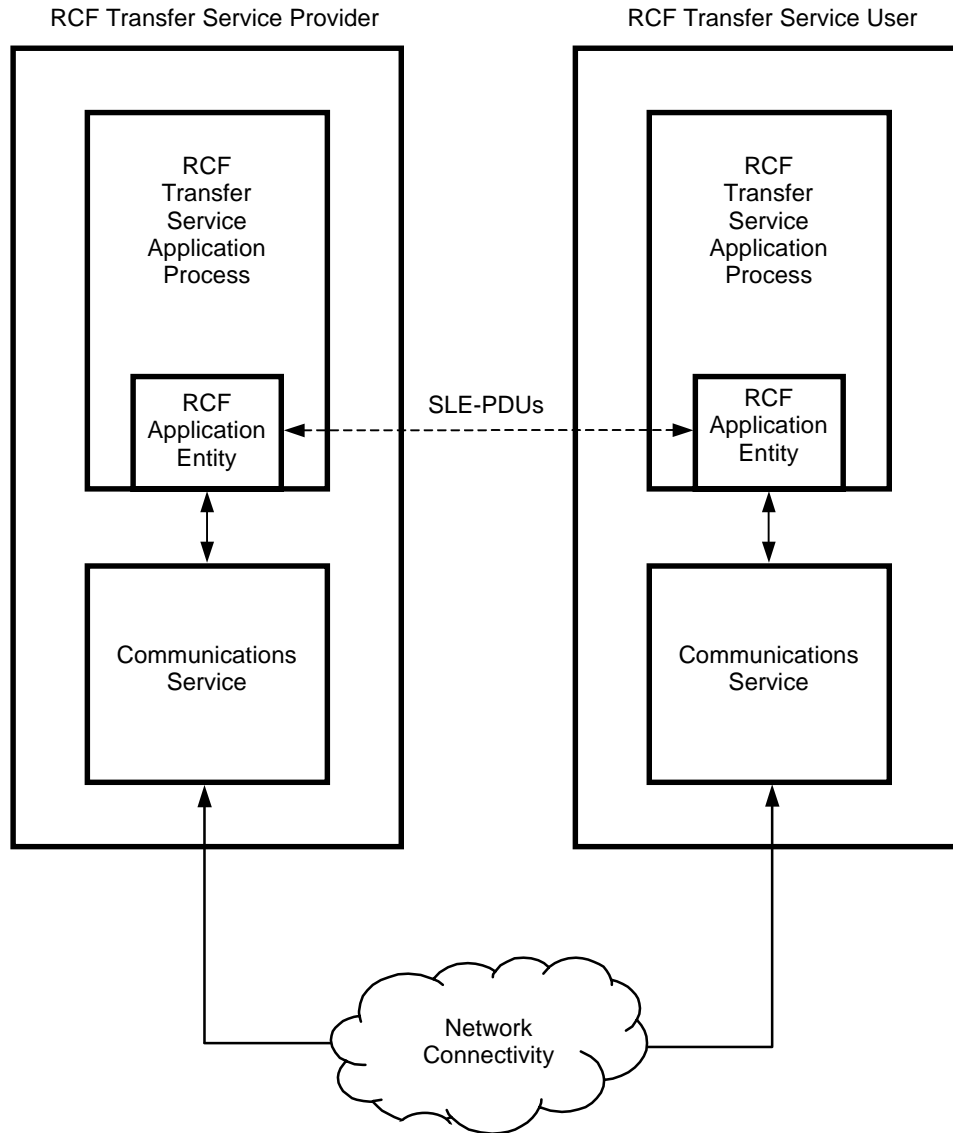 RCF Transfer Service Provider
RCF Transfer Service User
RCF
Transfer
Service
Application
Process
RCF
Transfer
Service
Application
Process
RCF
Application
Entity
SLE-PDUs
RCF
Application
Entity
Communications
Service
Communications
Service
Network
Connectivity